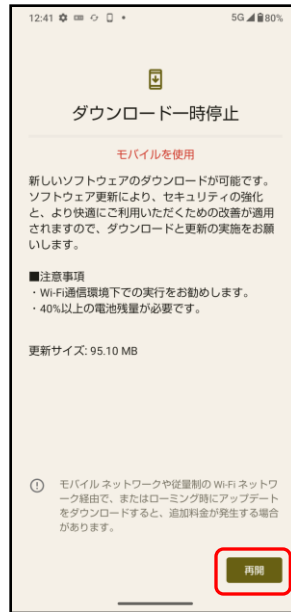 12:41 5G 80%
ダウンロード一時停止
モバイルを使用
新しいソフトウェアのダウンロードが可能です。
ソフトウェア更新により、セキュリティの強化
と、より快適にご利用いただくための改善が適用
されますので、ダウンロードと更新の実施をお願
いします。
■注意事項
・Wi-Fi通信環境下での実行をお勧めします。
・40%以上の電池残量が必要です。
更新サイズ: 95.10 MB
モバイル ネットワークや従量制の Wi-Fi ネットワ
ーク経由で、またはローミング時にアップデート
をダウンロードすると、追加料金が発生する場合
があります。
再開